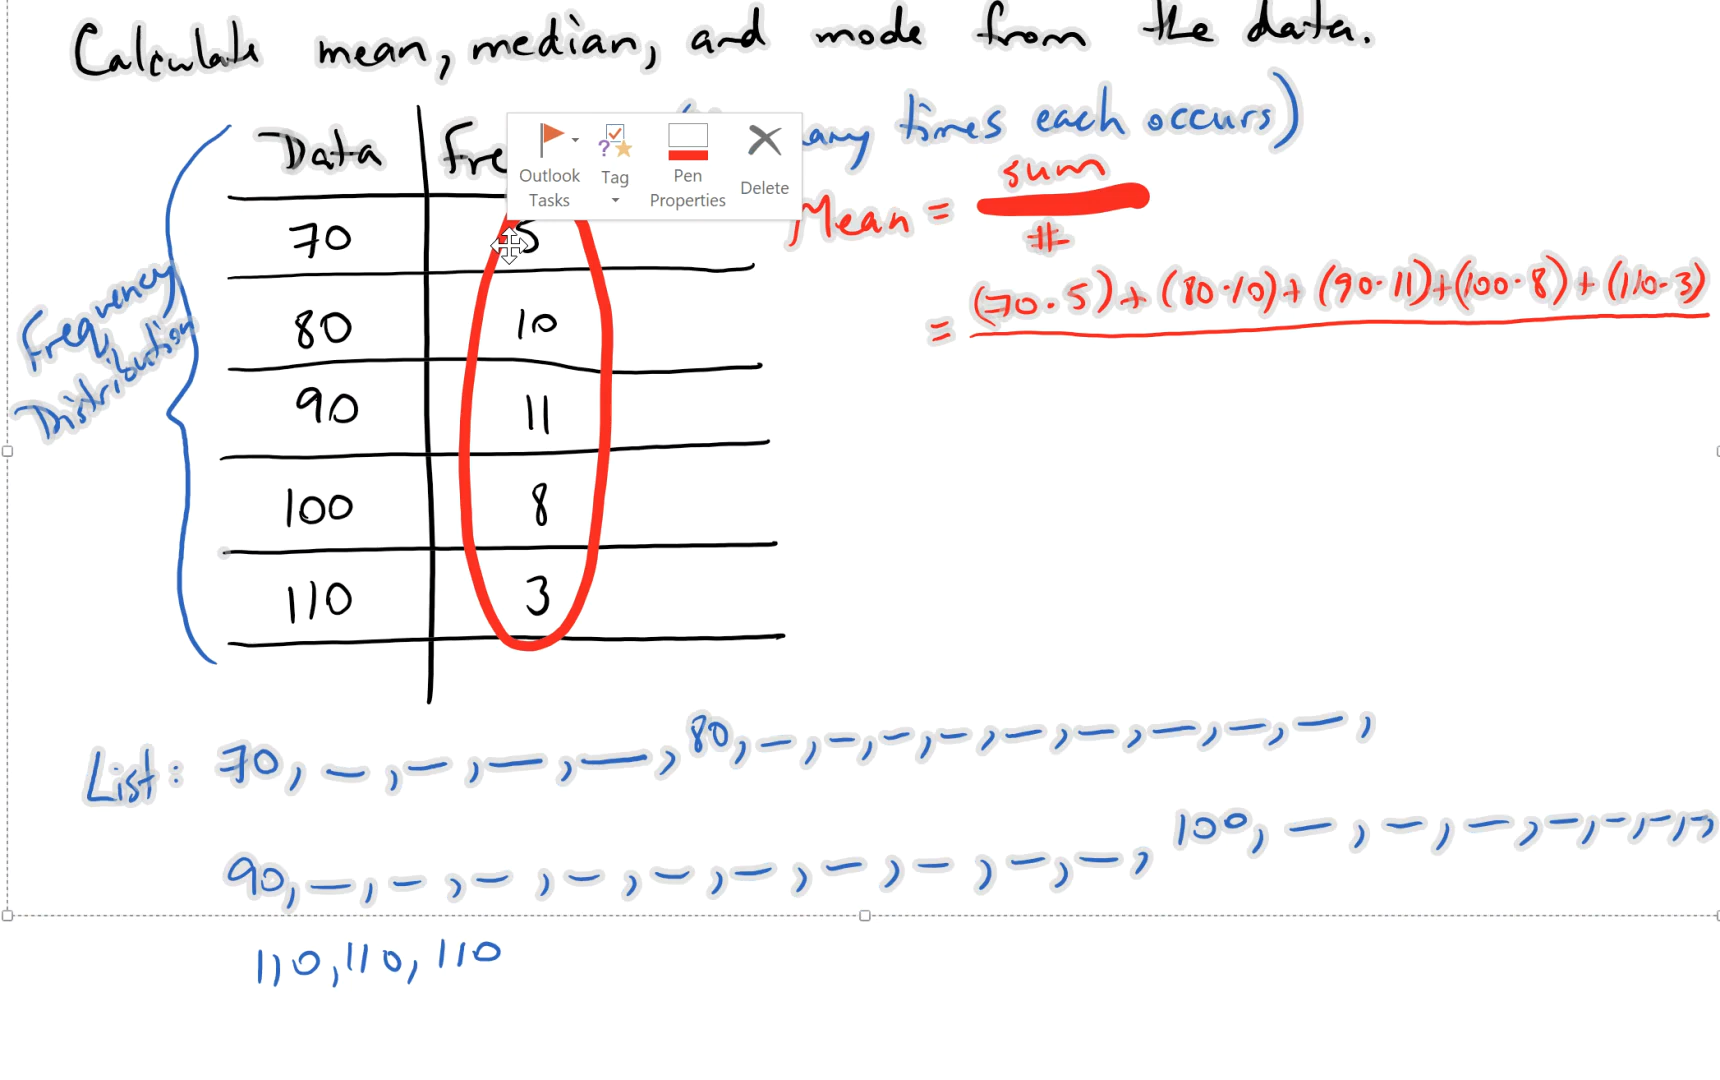 Calculate mean, median, and mode from the data.
times each occurs)
Data
Outlook Tasks
Tag
Pen Properties
Delete
Mean = sum / #
70 5
= (70·5)+(80·10)+(90·11)+(100·8)+(110·3)
80 10
Frequency
Distribution
90 11
100 8
110 3
List: 70, _, _, _, _, 80, _, _, _, _, _, _, _, _, _,
90, _, _, _, _, _, _, _, _, _, _, 100, _, _, _, _, _, _, _,
110, 110, 110